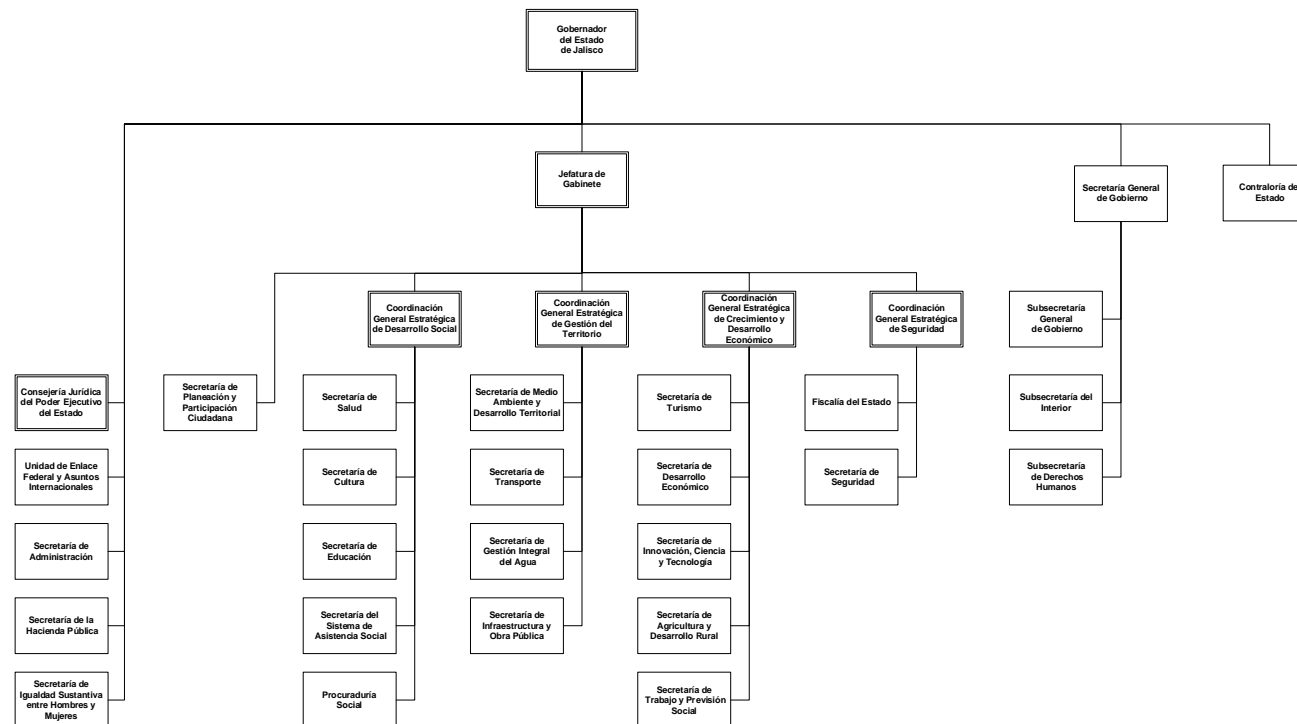 Gobernador
del Estado
de Jalisco
Jefatura de
Gabinete
Secretaría General
de Gobierno
Contraloría del
Estado
Coordinación
General Estratégica
de Desarrollo Social
Coordinación
General Estratégica
de Gestión del
Territorio
Coordinación
General Estratégica
de Crecimiento y
Desarrollo
Económico
Coordinación
General Estratégica
de Seguridad
Subsecretaría
General
de Gobierno
Consejería Jurídica
del Poder Ejecutivo
del Estado
Secretaría de
Planeación y
Participación
Ciudadana
Secretaría de
Salud
Secretaría de Medio
Ambiente y
Desarrollo Territorial
Secretaría de
Turismo
Fiscalía del Estado
Subsecretaría del
Interior
Unidad de Enlace
Federal y Asuntos
Internacionales
Secretaría de
Cultura
Secretaría de
Transporte
Secretaría de
Desarrollo
Económico
Secretaría de
Seguridad
Subsecretaría
de Derechos
Humanos
Secretaría de
Administración
Secretaría de
Educación
Secretaría de
Gestión Integral
del Agua
Secretaría de
Innovación, Ciencia
y Tecnología
Secretaría de la
Hacienda Pública
Secretaría del
Sistema de
Asistencia Social
Secretaría de
Infraestructura y
Obra Pública
Secretaría de
Agricultura y
Desarrollo Rural
Secretaría de
Igualdad Sustantiva
entre Hombres y
Mujeres
Procuraduría
Social
Secretaría de
Trabajo y Previsión
Social